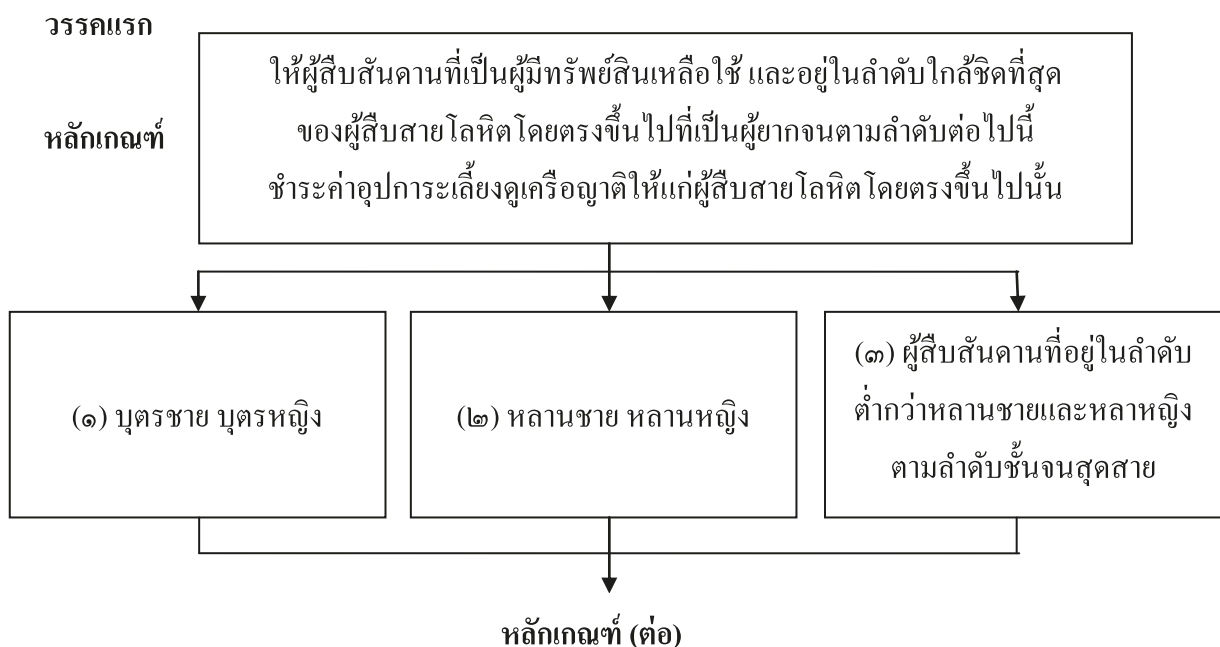 วรรคแรก
หลักเกณฑ์
ให้ผู้สืบสันดานที่เป็นผู้มีทรัพย์สินเหลือใช้ และอยู่ในลำดับใกล้ชิดที่สุด
ของผู้สืบสายโลหิตโดยตรงขึ้นไปที่เป็นผู้ยากจนตามลำดับต่อไปนี้
ชำระค่าอุปการะเลี้ยงดูเครือญาติให้แก่ผู้สืบสายโลหิตโดยตรงขึ้นไปนั้น
(๑) บุตรชาย บุตรหญิง
(๒) หลานชาย หลานหญิง
(๓) ผู้สืบสันดานที่อยู่ในลำดับ
ต่ำกว่าหลานชายและหลาหญิง
ตามลำดับชั้นจนสุดสาย
หลักเกณฑ์ (ต่อ)